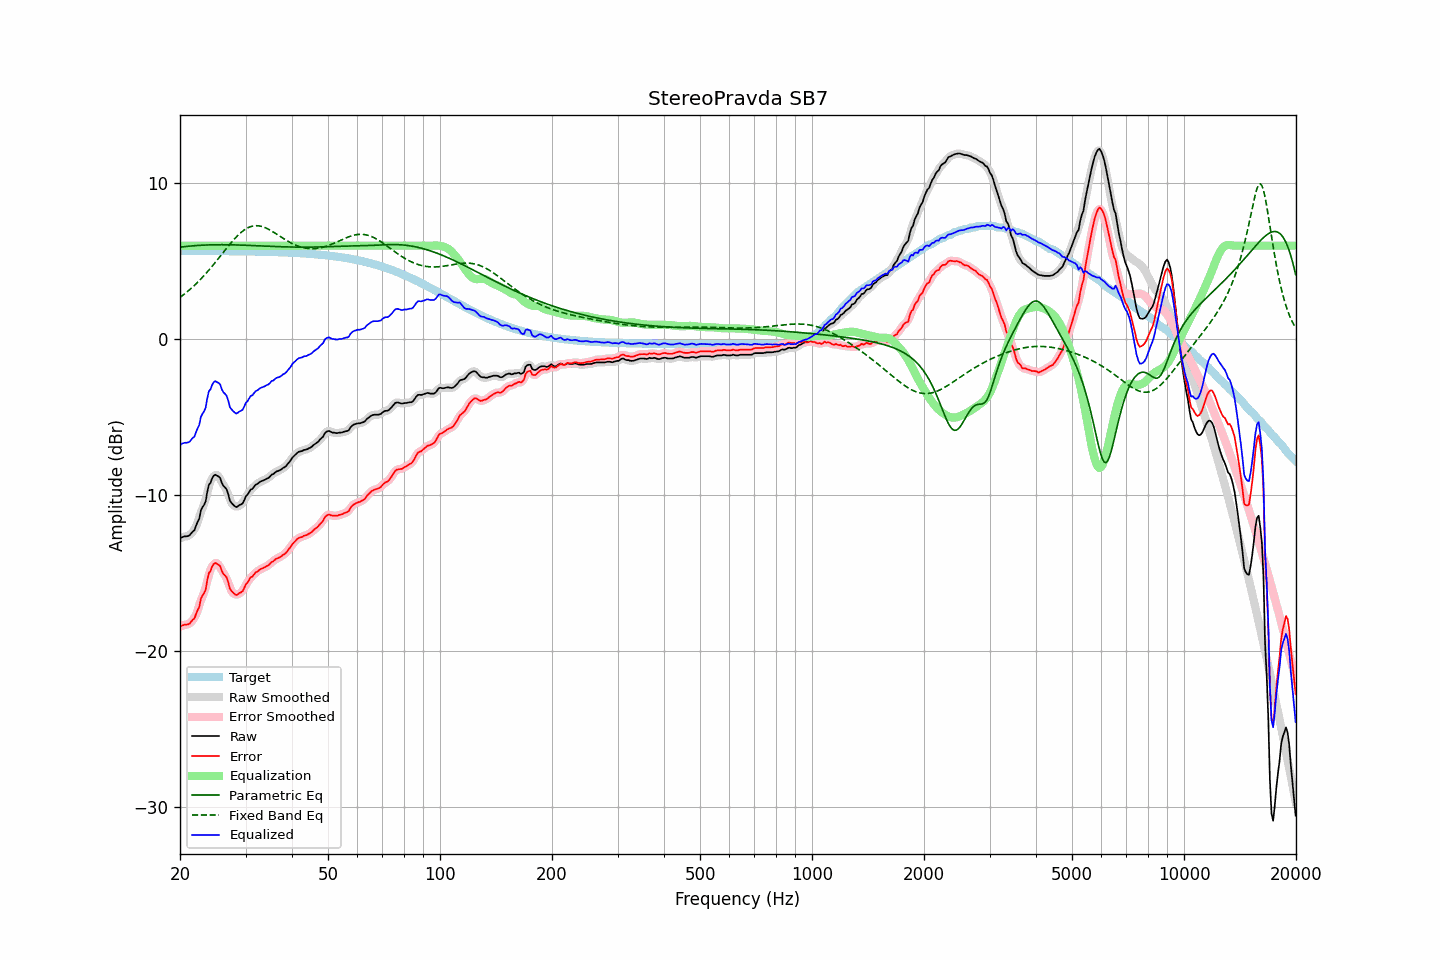 StereoPravda SB7
Amplitude (dBr)
10
0
−10
−20
−30
Target
Raw Smoothed
Error Smoothed
Raw
Error
Equalization
Parametric Eq
Fixed Band Eq
Equalized
20 50 100 200 500 1000 2000 5000 10000 20000
Frequency (Hz)